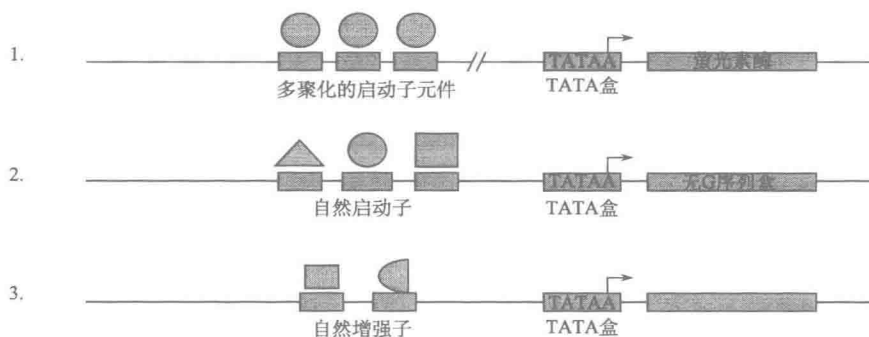 1.
TATAA 萤光素酶
多聚化的启动子元件 TATA盒
2.
TATAA 无G序列盒
自然启动子 TATA盒
3.
TATAA
自然增强子 TATA盒